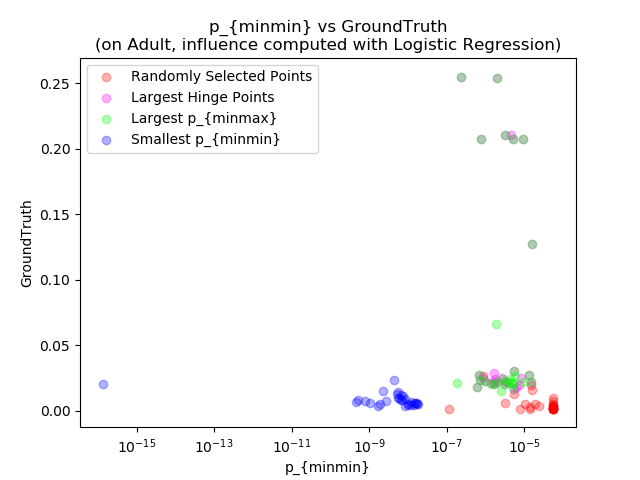 p_{minmin} vs GroundTruth
(on Adult, influence computed with Logistic Regression)
Randomly Selected Points
Largest Hinge Points
Largest p_{minmax}
Smallest p_{minmin}
GroundTruth
0.25
0.20
0.15
0.10
0.05
0.00
10⁻¹⁵ 10⁻¹³ 10⁻¹¹ 10⁻⁹ 10⁻⁷ 10⁻⁵
p_{minmin}